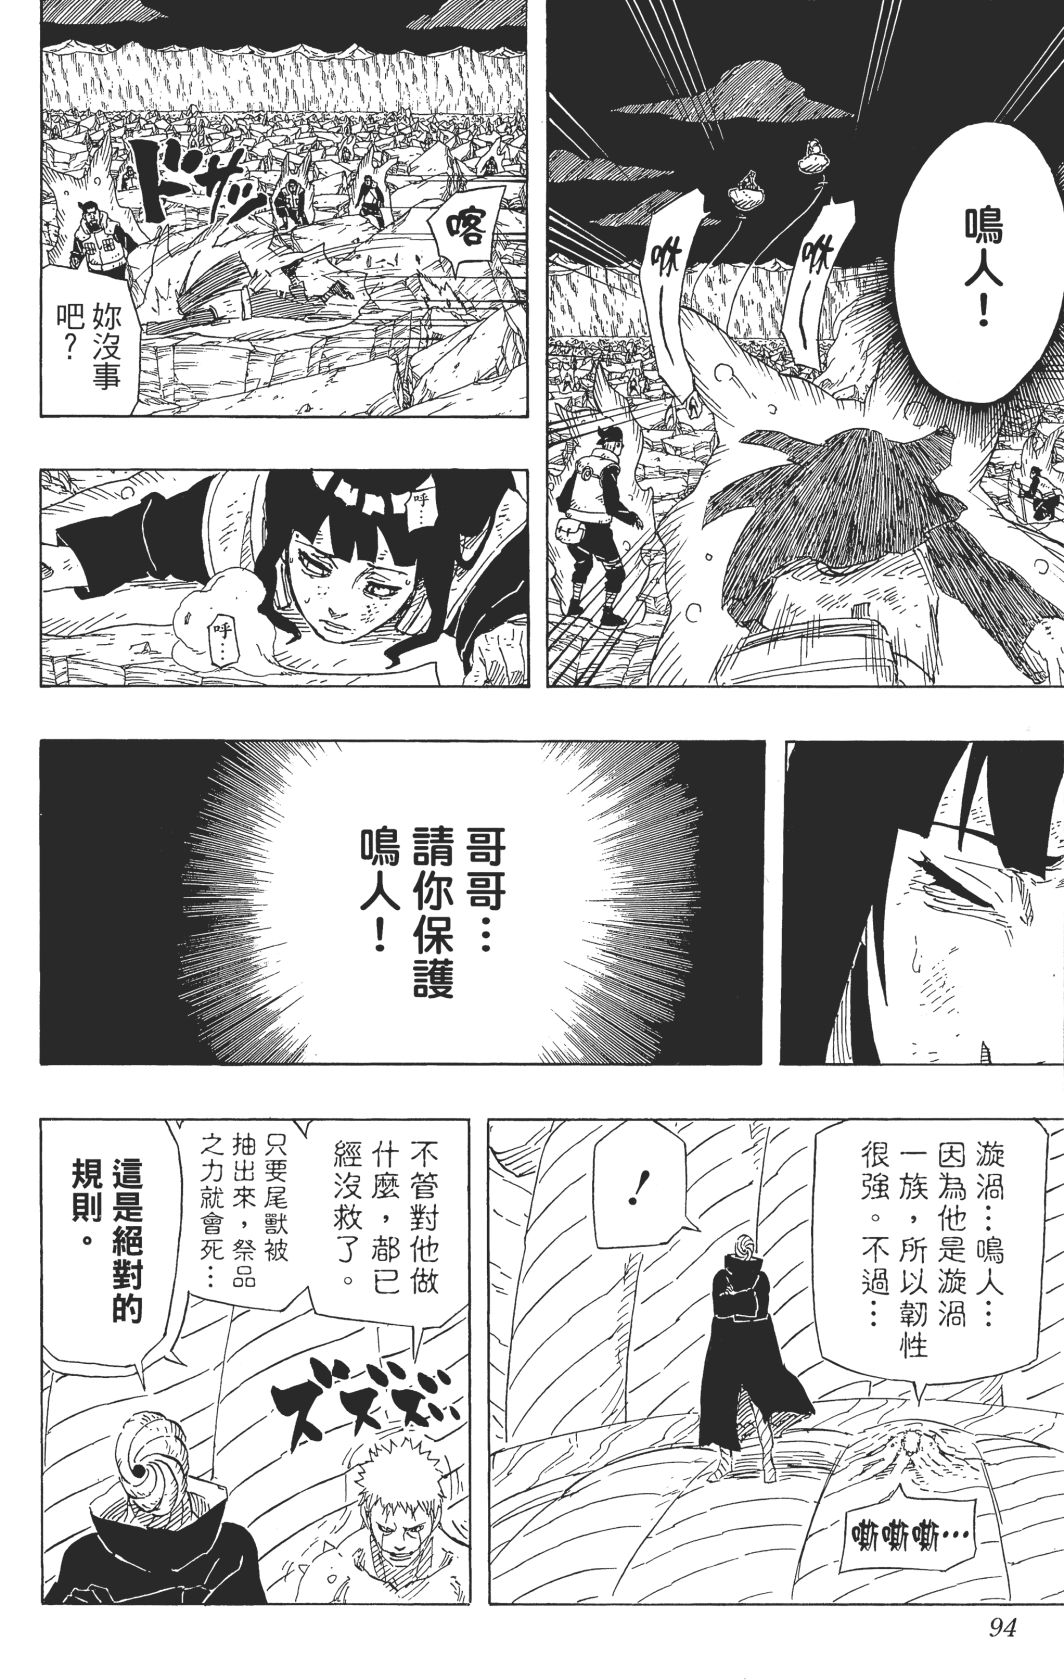 鳴人！
咻
咻
喀
ドサッ
妳沒事
吧？
呼…
呼…
哥哥…
請你保護
鳴人！
漩渦…鳴人…
因為他是漩渦
一族，所以韌性
很強。不過…
！
嘶嘶嘶…
不管對他做
什麼，都已
經沒救了。
只要尾獸被
抽出來，祭品
之力就會死…
這是絕對的
規則。
ズズズ…
94